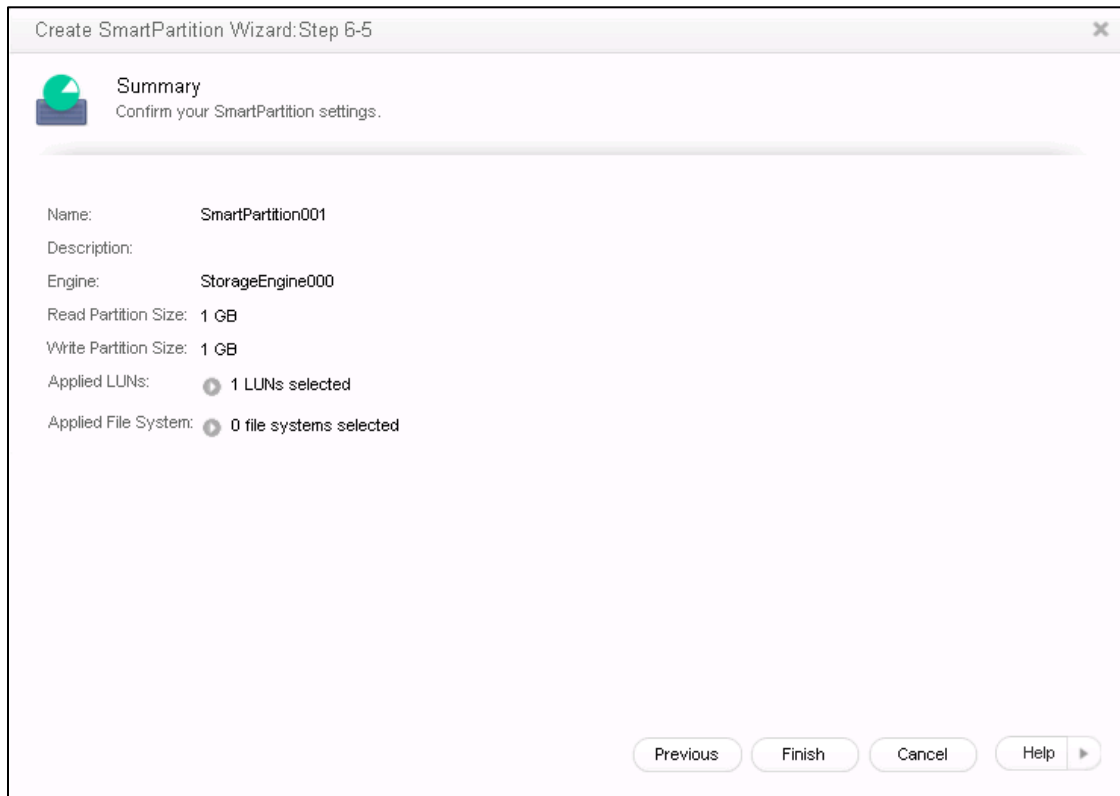 Create SmartPartition Wizard:Step 6-5
Summary
Confirm your SmartPartition settings.
Name: SmartPartition001
Description:
Engine: StorageEngine000
Read Partition Size: 1 GB
Write Partition Size: 1 GB
Applied LUNs: 1 LUNs selected
Applied File System: 0 file systems selected
Previous Finish Cancel Help